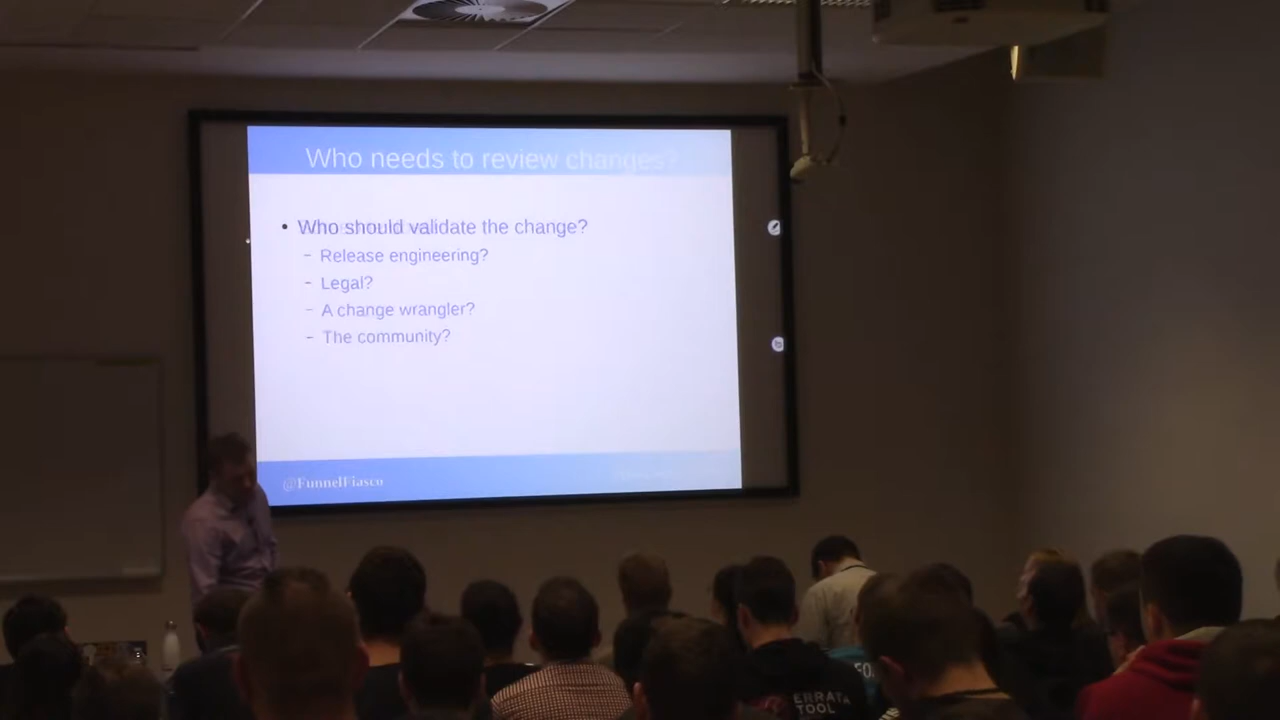 Who needs to review changes?
• Who should validate the change?
– Release engineering?
– Legal?
– A change wrangler?
– The community?
@FunnelFiasco
ERRATA
TOOL